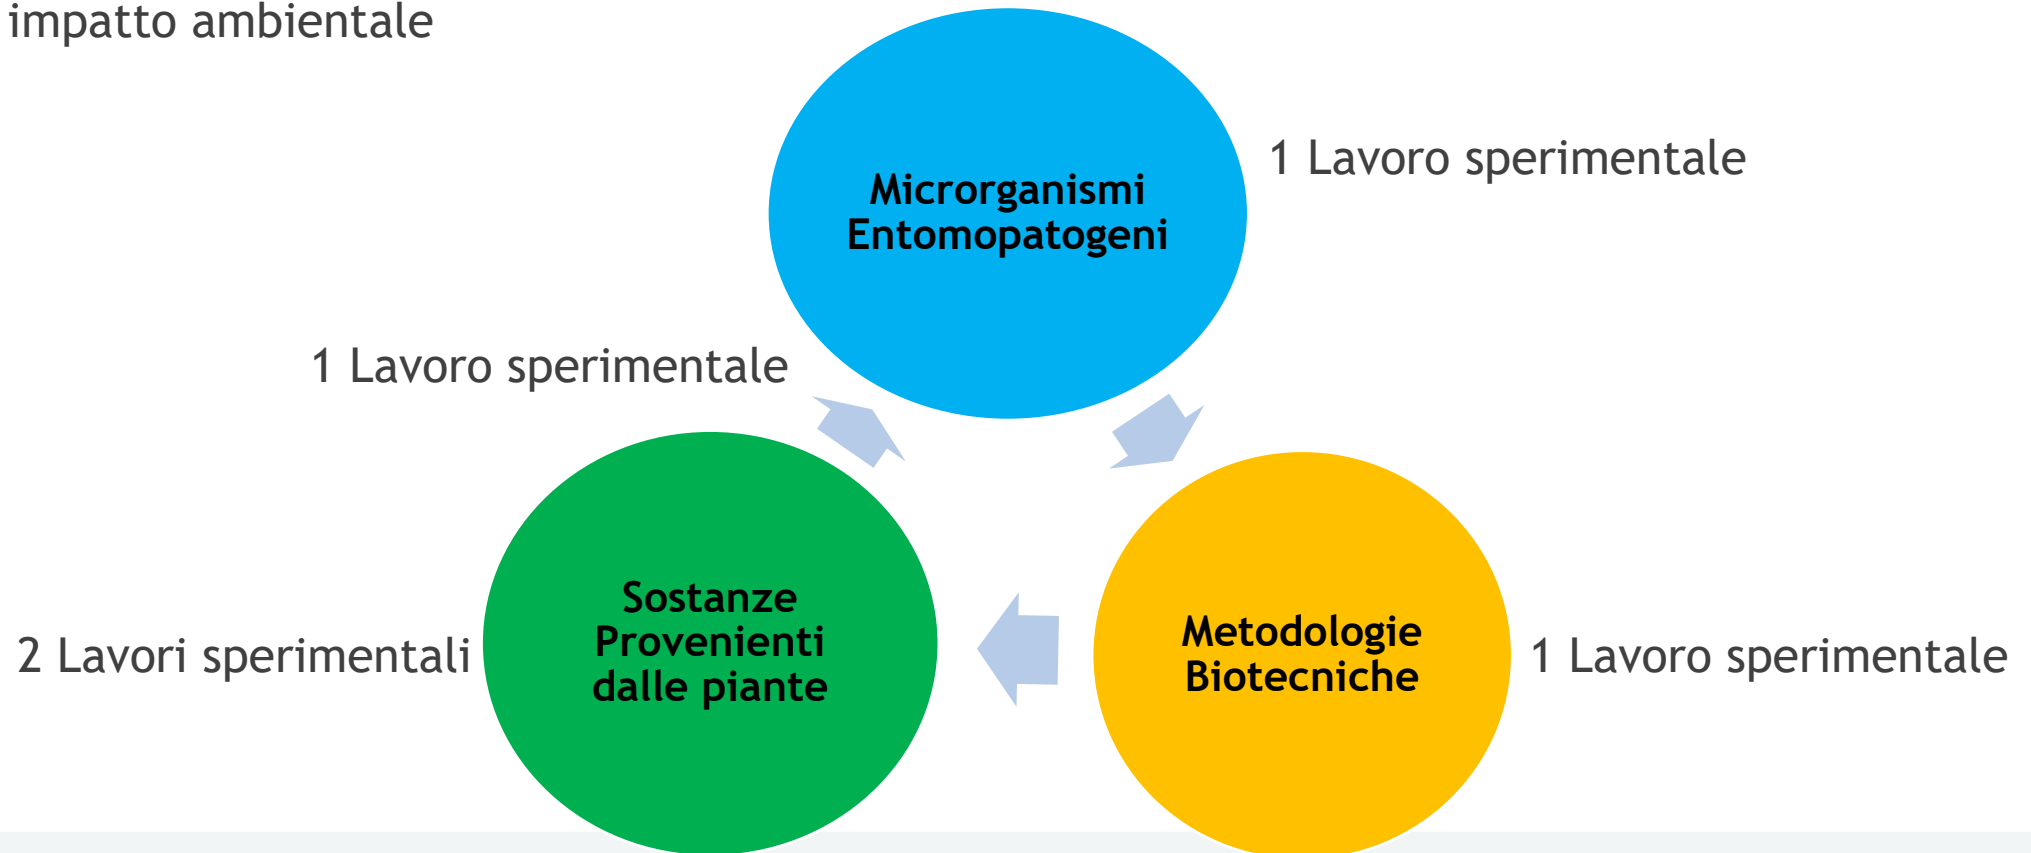 impatto ambientale
Microrganismi
Entomopatogeni
1 Lavoro sperimentale
1 Lavoro sperimentale
Sostanze
Provenienti
dalle piante
2 Lavori sperimentali
Metodologie
Biotecniche
1 Lavoro sperimentale